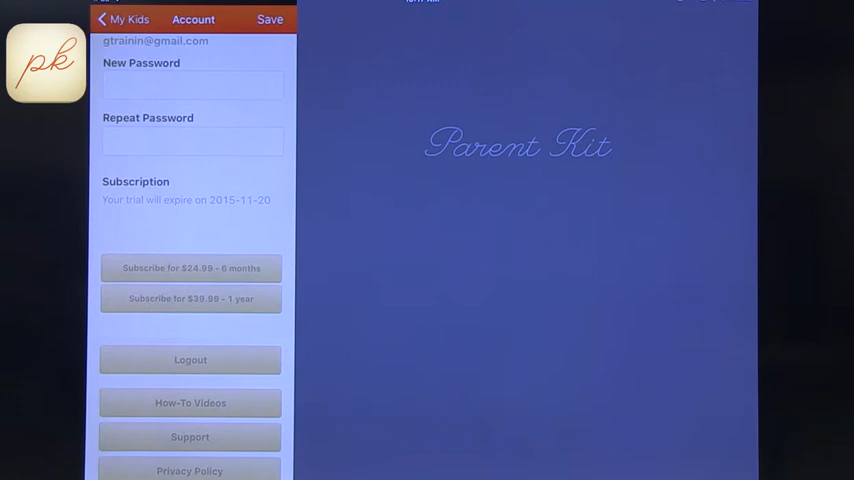 pk
My Kids
Account
Save
gtrainin@gmail.com
New Password
Repeat Password
Subscription
Your trial will expire on 2015-11-20
Subscribe for $24.99 - 6 months
Subscribe for $39.99 - 1 year
Logout
How-To Videos
Support
Privacy Policy
Parent Kit